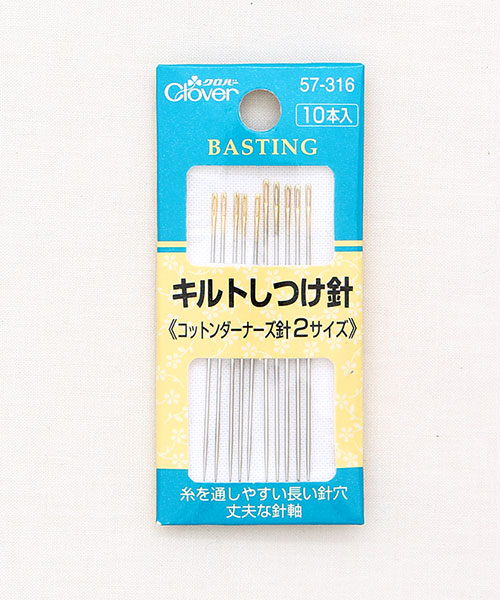 クロバー
Clover
57-316
10本入
BASTING
キルトしつけ針
《コットンダーナーズ針2サイズ》
糸を通しやすい長い針穴
丈夫な針軸